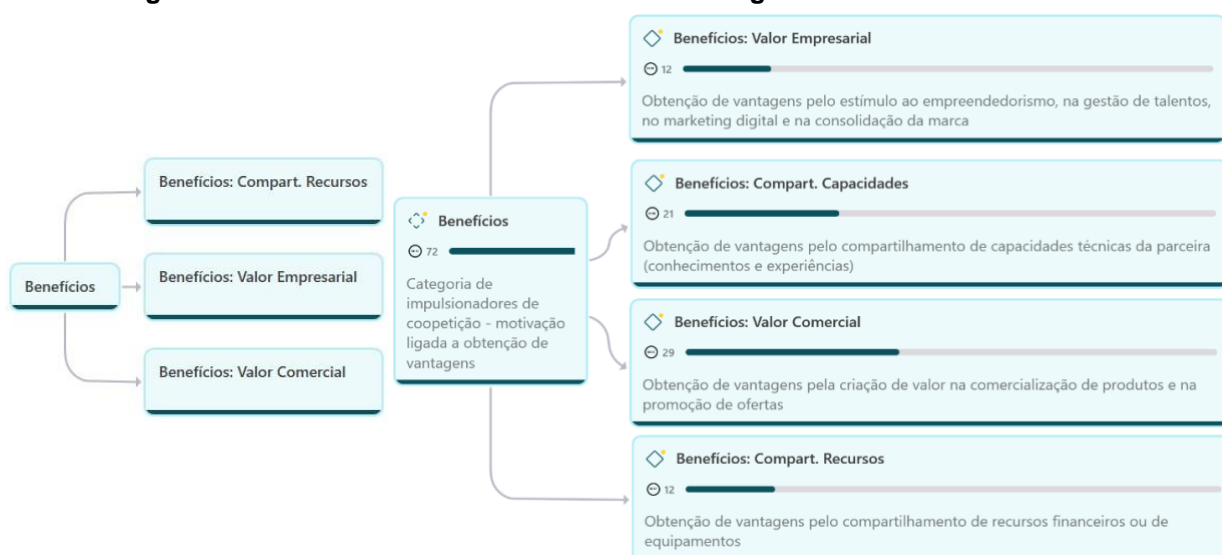 Benefícios
Benefícios: Compart. Recursos
Benefícios: Valor Empresarial
Benefícios: Valor Comercial
Benefícios
72
Categoria de
impulsionadores de
coopetição - motivação
ligada a obtenção de
vantagens
Benefícios: Valor Empresarial
12
Obtenção de vantagens pelo estímulo ao empreendedorismo, na gestão de talentos,
no marketing digital e na consolidação da marca
Benefícios: Compart. Capacidades
21
Obtenção de vantagens pelo compartilhamento de capacidades técnicas da parceira
(conhecimentos e experiências)
Benefícios: Valor Comercial
29
Obtenção de vantagens pela criação de valor na comercialização de produtos e na
promoção de ofertas
Benefícios: Compart. Recursos
12
Obtenção de vantagens pelo compartilhamento de recursos financeiros ou de
equipamentos